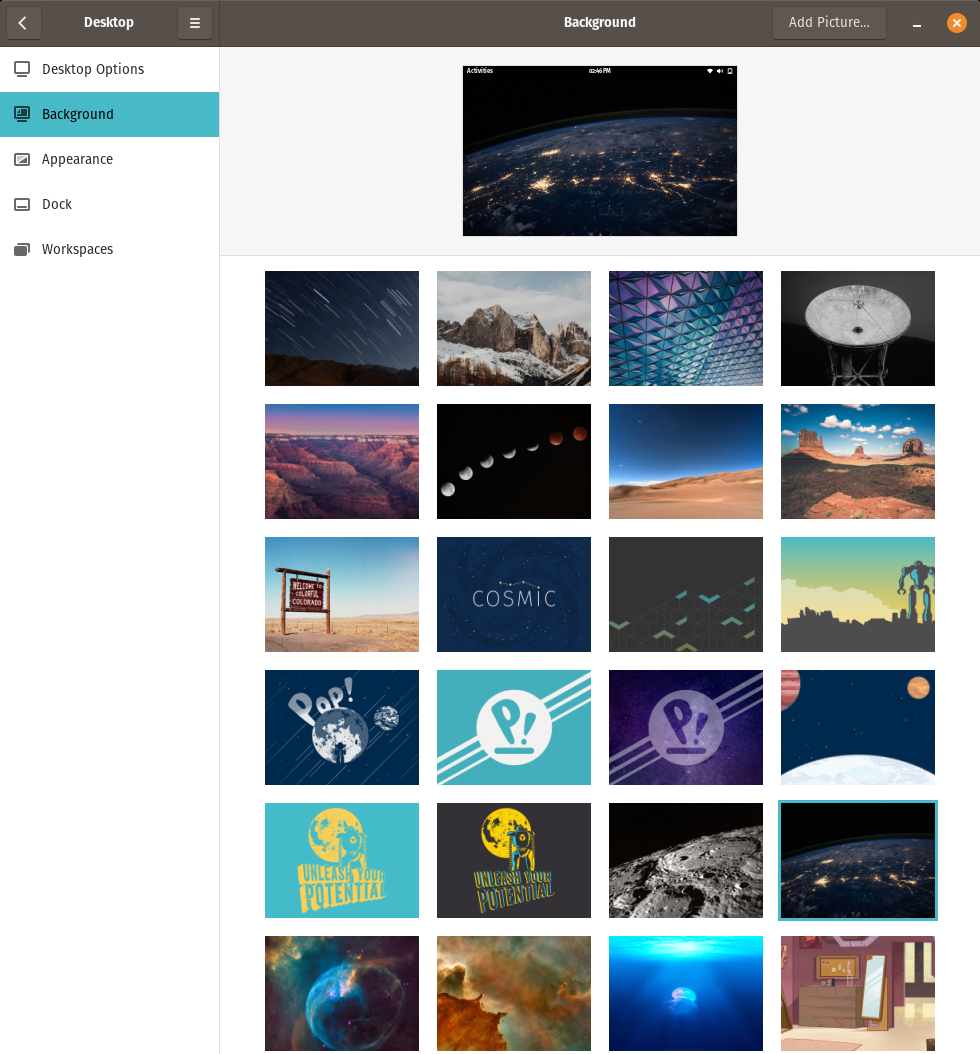 Desktop
Background
Add Picture...
Desktop Options
Background
Appearance
Dock
Workspaces
Activities
02:46 PM
WELCOME to
COLORFUL
COLORADO
COSMIC
Pop!
P!
P!
UNLEASH YOUR
POTENTIAL
UNLEASH YOUR
POTENTIAL